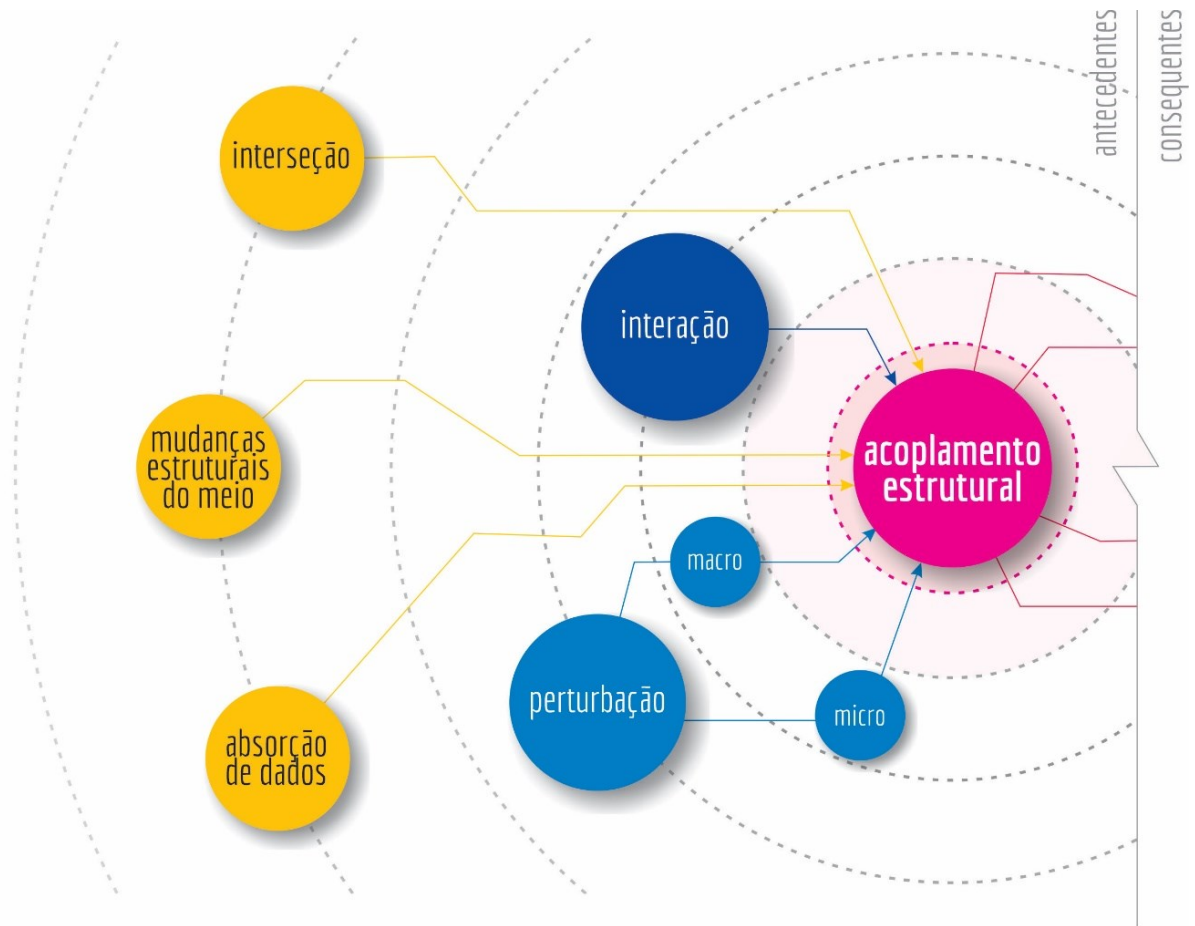 antecedentes
consequentes
interseção
interação
acoplamento
estrutural
mudanças
estruturais
do meio
macro
perturbação
micro
absorção
de dados